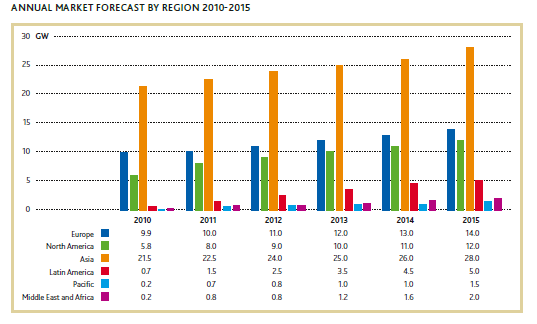 ANNUAL MARKET FORECAST BY REGION 2010-2015
30 GW
25
20
15
10
5
0
2010 2011 2012 2013 2014 2015
Europe 9.9 10.0 11.0 12.0 13.0 14.0
North America 5.8 8.0 9.0 10.0 11.0 12.0
Asia 21.5 22.5 24.0 25.0 26.0 28.0
Latin America 0.7 1.5 2.5 3.5 4.5 5.0
Pacific 0.2 0.7 0.8 1.0 1.0 1.5
Middle East and Africa 0.2 0.8 0.8 1.2 1.6 2.0